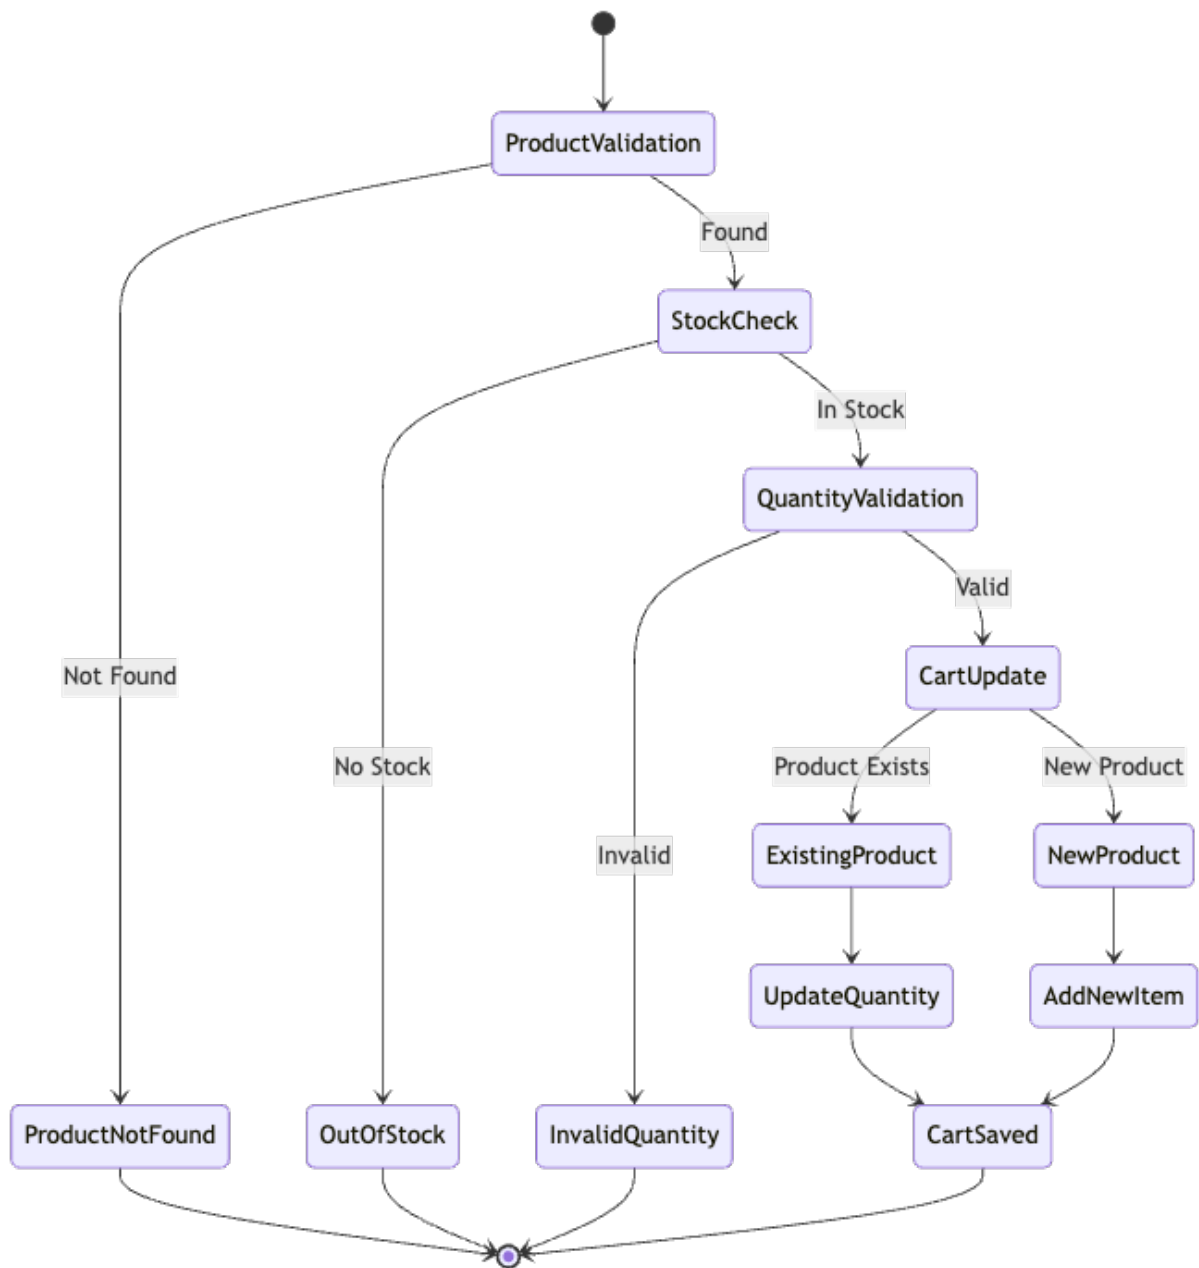 ProductValidation
Found
StockCheck
In Stock
QuantityValidation
Valid
Not Found
CartUpdate
No Stock
Product Exists
New Product
Invalid
ExistingProduct
NewProduct
UpdateQuantity
AddNewItem
ProductNotFound
OutOfStock
InvalidQuantity
CartSaved